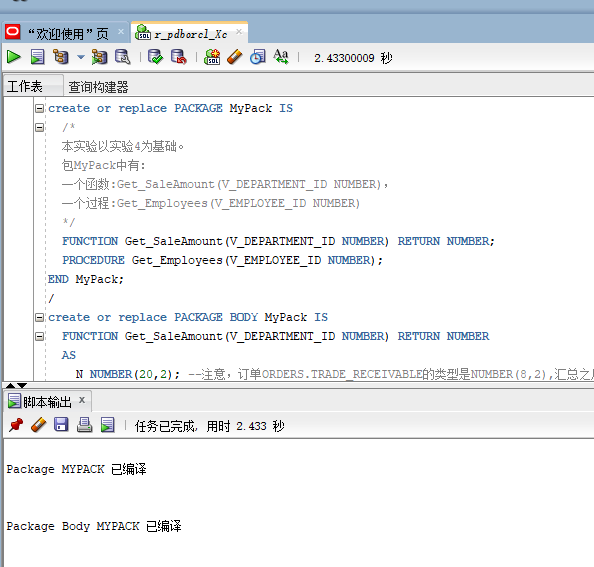 “欢迎使用”页
r_pdborcl_Xc
2.43300009 秒
工作表 查询构建器
create or replace PACKAGE MyPack IS
/*
本实验以实验4为基础。
包MyPack中有:
一个函数:Get_SaleAmount(V_DEPARTMENT_ID NUMBER),
一个过程:Get_Employees(V_EMPLOYEE_ID NUMBER)
*/
FUNCTION Get_SaleAmount(V_DEPARTMENT_ID NUMBER) RETURN NUMBER;
PROCEDURE Get_Employees(V_EMPLOYEE_ID NUMBER);
END MyPack;
/
create or replace PACKAGE BODY MyPack IS
FUNCTION Get_SaleAmount(V_DEPARTMENT_ID NUMBER) RETURN NUMBER
AS
N NUMBER(20,2); --注意，订单ORDERS.TRADE_RECEIVABLE的类型是NUMBER(8,2),汇总之
脚本输出 x
任务已完成, 用时 2.433 秒
Package MYPACK 已编译
Package Body MYPACK 已编译